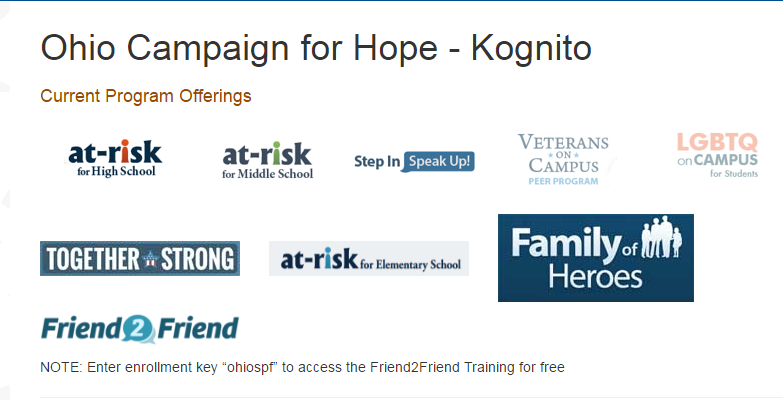 Ohio Campaign for Hope - Kognito
Current Program Offerings
at-risk
for High School
at-risk
for Middle School
Step In Speak Up!
VETERANS
ON
CAMPUS
PEER PROGRAM
LGBTQ
on CAMPUS
for Students
TOGETHER STRONG
at-risk for Elementary School
Family of
Heroes
Friend2Friend
NOTE: Enter enrollment key “ohiospf” to access the Friend2Friend Training for free